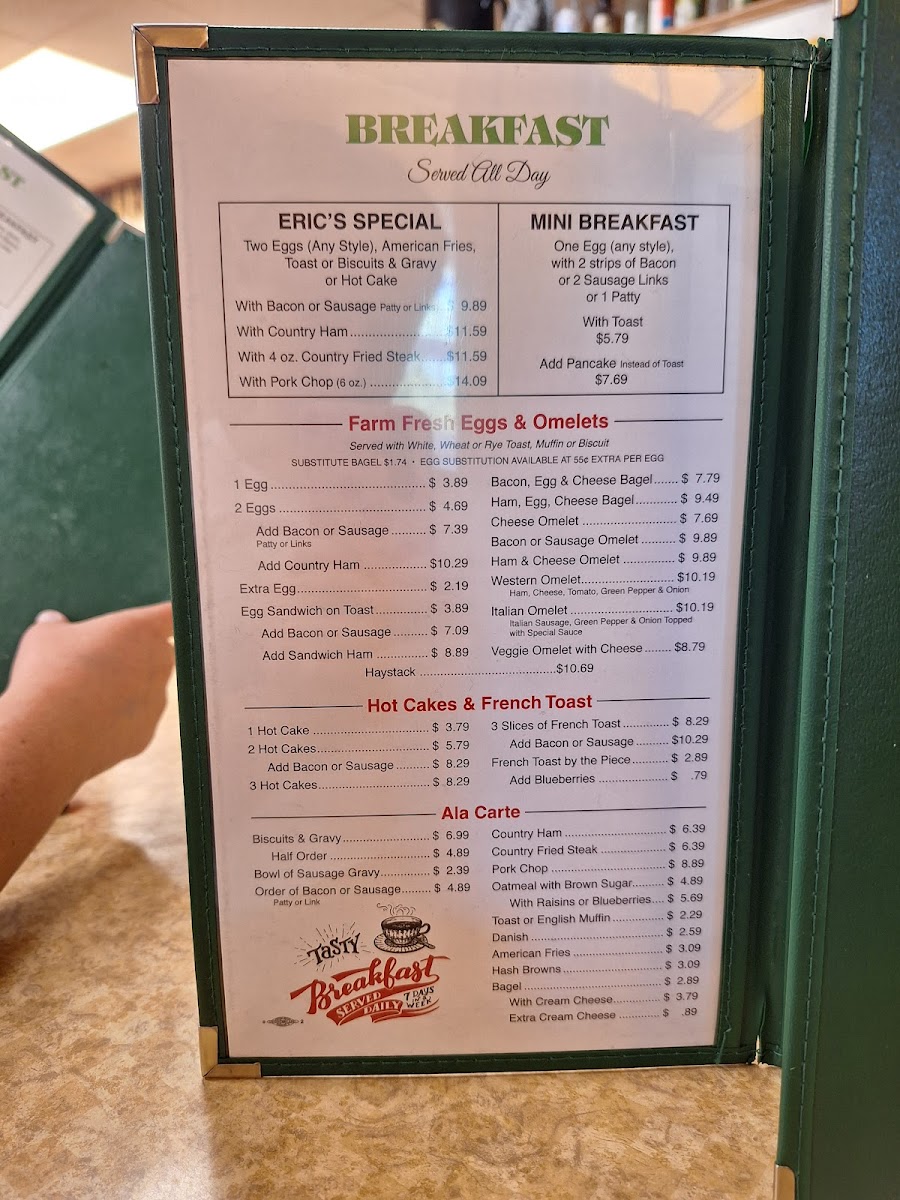 BREAKFAST
Served All Day
ERIC'S SPECIAL
Two Eggs (Any Style), American Fries,
Toast or Biscuits & Gravy
or Hot Cake
With Bacon or Sausage Patty or Links.. $ 9.89
With Country Ham.....................$11.59
With 4 oz. Country Fried Steak......$11.59
With Pork Chop (6 oz.) .................$14.09
MINI BREAKFAST
One Egg (any style),
with 2 strips of Bacon
or 2 Sausage Links
or 1 Patty
With Toast
$5.79
Add Pancake Instead of Toast
$7.69
Farm Fresh Eggs & Omelets
Served with White, Wheat or Rye Toast, Muffin or Biscuit
SUBSTITUTE BAGEL $1.74 • EGG SUBSTITUTION AVAILABLE AT 55¢ EXTRA PER EGG
1 Egg............................................ $ 3.89
2 Eggs .......................................... $ 4.69
Add Bacon or Sausage.......... $ 7.39
Patty or Links
Add Country Ham ..................$10.29
Extra Egg..................................... $ 2.19
Egg Sandwich on Toast............... $ 3.89
Add Bacon or Sausage.......... $ 7.09
Add Sandwich Ham ............... $ 8.89
Bacon, Egg & Cheese Bagel....... $ 7.79
Ham, Egg, Cheese Bagel............ $ 9.49
Cheese Omelet ........................... $ 7.69
Bacon or Sausage Omelet .......... $ 9.89
Ham & Cheese Omelet ............... $ 9.89
Western Omelet........................... $10.19
Ham, Cheese, Tomato, Green Pepper & Onion
Italian Omelet .............................. $10.19
Italian Sausage, Green Pepper & Onion Topped
with Special Sauce
Veggie Omelet with Cheese ........ $8.79
Haystack .......................................$10.69
Hot Cakes & French Toast
1 Hot Cake ................................. $ 3.79
2 Hot Cakes................................ $ 5.79
Add Bacon or Sausage .......... $ 8.29
3 Hot Cakes................................ $ 8.29
3 Slices of French Toast............. $ 8.29
Add Bacon or Sausage .......... $10.29
French Toast by the Piece.......... $ 2.89
Add Blueberries .................... $ .79
Ala Carte
Biscuits & Gravy......................... $ 6.99
Half Order ............................. $ 4.89
Bowl of Sausage Gravy.............. $ 2.39
Order of Bacon or Sausage........ $ 4.89
Patty or Link
Country Ham .............................. $ 6.39
Country Fried Steak .................... $ 6.39
Pork Chop .................................. $ 8.89
Oatmeal with Brown Sugar.......... $ 4.89
With Raisins or Blueberries.... $ 5.69
Toast or English Muffin ............... $ 2.29
Danish ........................................ $ 2.59
American Fries ........................... $ 3.09
Hash Browns .............................. $ 3.09
Bagel .......................................... $ 2.89
With Cream Cheese............... $ 3.79
Extra Cream Cheese ............. $ .89
TaSTY
Breakfast
SERVED
DAILY
7 DAYS
IN A
WEEK